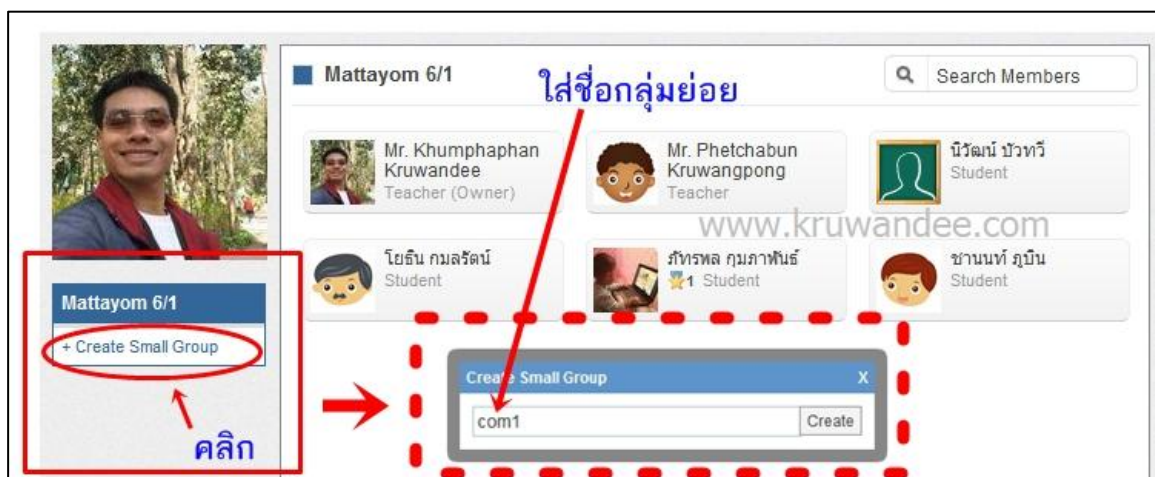 Mattayom 6/1
Search Members
ใส่ชื่อกลุ่มย่อย
Mr. Khumphaphan
Kruwandee
Teacher (Owner)
Mr. Phetchabun
Kruwangpong
Teacher
นิวัฒน์ บัวทวี
Student
www.kruwandee.com
โยธิน กมลรัตน์
Student
ภัทรพล กุมภาพันธ์
1 Student
ชานนท์ ภูบิน
Student
Mattayom 6/1
+ Create Small Group
คลิก
Create Small Group X
com1
Create